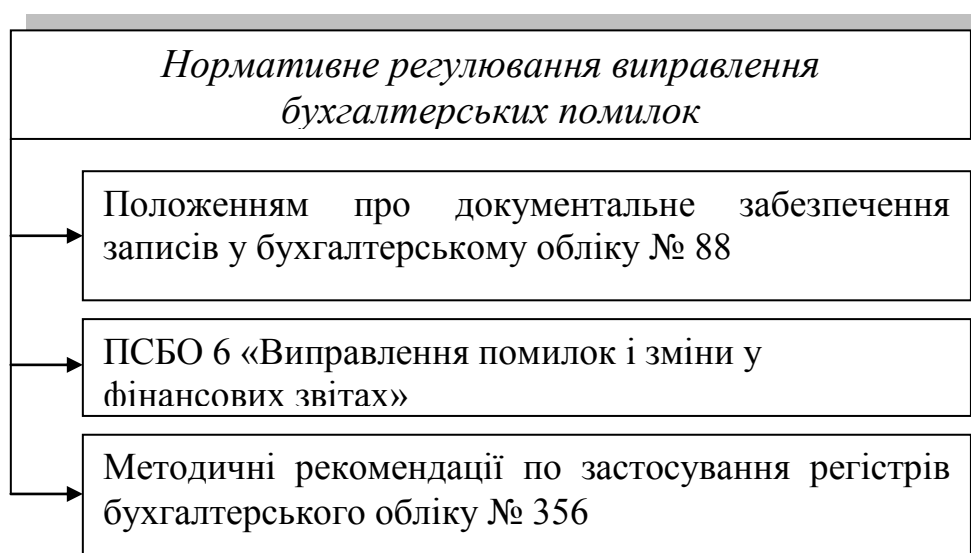 Нормативне регулювання виправлення
бухгалтерських помилок
Положенням про документальне забезпечення
записів у бухгалтерському обліку № 88
ПСБО 6 «Виправлення помилок і зміни у
фінансових звітах»
Методичні рекомендації по застосування регістрів
бухгалтерського обліку № 356